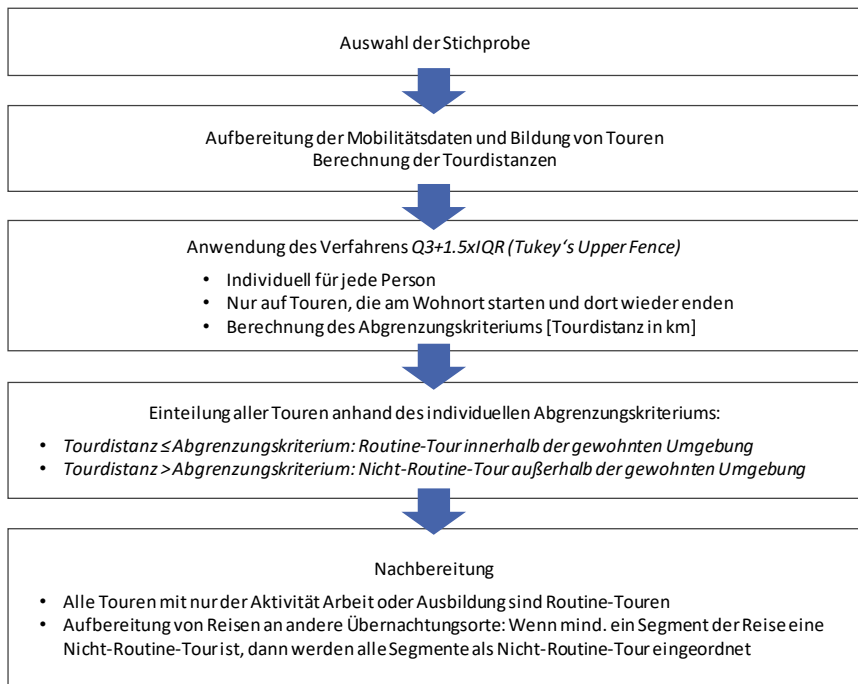 Auswahl der Stichprobe
Aufbereitung der Mobilitätsdaten und Bildung von Touren
Berechnung der Tourdistanzen
Anwendung des Verfahrens Q3+1.5xIQR (Tukey‘s Upper Fence)
• Individuell für jede Person
• Nur auf Touren, die am Wohnort starten und dort wieder enden
• Berechnung des Abgrenzungskriteriums [Tourdistanz in km]
Einteilung aller Touren anhand des individuellen Abgrenzungskriteriums:
• Tourdistanz ≤ Abgrenzungskriterium: Routine-Tour innerhalb der gewohnten Umgebung
• Tourdistanz > Abgrenzungskriterium: Nicht-Routine-Tour außerhalb der gewohnten Umgebung
Nachbereitung
• Alle Touren mit nur der Aktivität Arbeit oder Ausbildung sind Routine-Touren
• Aufbereitung von Reisen an andere Übernachtungsorte: Wenn mind. ein Segment der Reise eine
Nicht-Routine-Tour ist, dann werden alle Segmente als Nicht-Routine-Tour eingeordnet